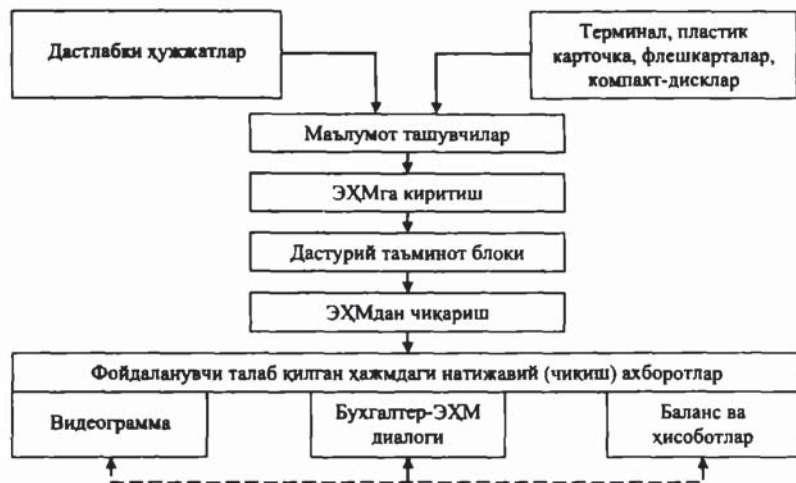 Дастлабки ҳужжатлар
Терминал, пластик
карточка, флешкарталар,
компакт-дисклар
Маълумот ташувчилар
ЭҲМга киритиш
Дастурий таъминот блоки
ЭҲМдан чиқариш
Фойдаланувчи талаб қилган ҳажмдаги натижавий (чиқиш) ахборотлар
Видеограмма
Бухгалтер-ЭҲМ
диалоги
Баланс ва
ҳисоботлар